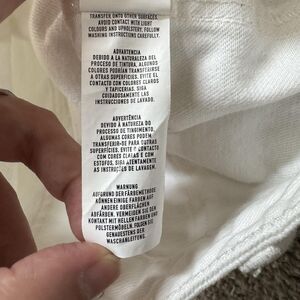 TRANSFER ONTO OTHER SURFACES.
AVOID CONTACT WITH LIGHT
COLOURS AND UPHOLSTERY. FOLLOW
WASHING INSTRUCTIONS CAREFULLY.
ADVERTENCIA
DEBIDO A LA NATURALEZA DEL
PROCESO DE TINTURA, ALGUNOS
COLORES PODRÍAN TRANSFERIRSE
A OTRAS SUPERFICIES. EVITE EL
CONTACTO CON COLORES CLAROS
Y TAPICERÍAS. SIGA
CUIDADOSAMENTE LAS
INSTRUCCIONES DE LAVADO.
ADVERTÊNCIA
DEVIDO À NATUREZA DO
PROCESSO DE TINGIMENTO,
ALGUMAS CORES PODEM
TRANSFERIR-SE PARA OUTRAS
SUPERFÍCIES. EVITE O CONTACTO
COM CORES CLARAS E COM
ESTOFOS. SIGA ATENTAMENTE
AS INSTRUÇÕES DE LAVAGEM.
WARNUNG
AUFGRUND DER FÄRBEMETHODE
KÖNNEN EINIGE FARBEN AUF
ANDERE OBERFLÄCHEN
ABFÄRBEN. VERMEIDEN SIE DEN
KONTAKT MIT HELLEN FARBEN UND
POLSTERMÖBELN. FOLGEN SIE
GENAUESTENS DER
WASCHANLEITUNG.